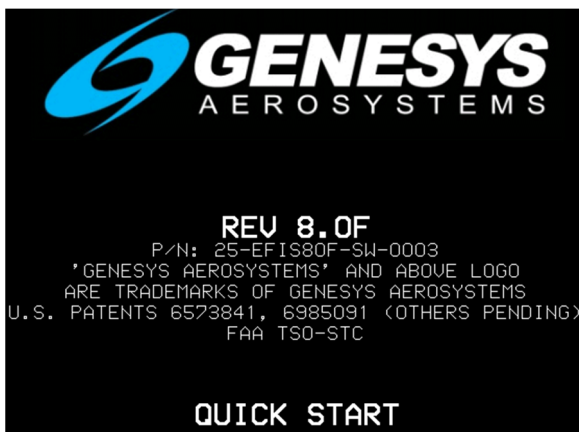 GENESYS
AEROSYSTEMS
REV 8.0F
P/N: 25-EFIS80F-SW-0003
'GENESYS AEROSYSTEMS' AND ABOVE LOGO
ARE TRADEMARKS OF GENESYS AEROSYSTEMS
U.S. PATENTS 6573841, 6985091 (OTHERS PENDING)
FAA TSO-STC
QUICK START